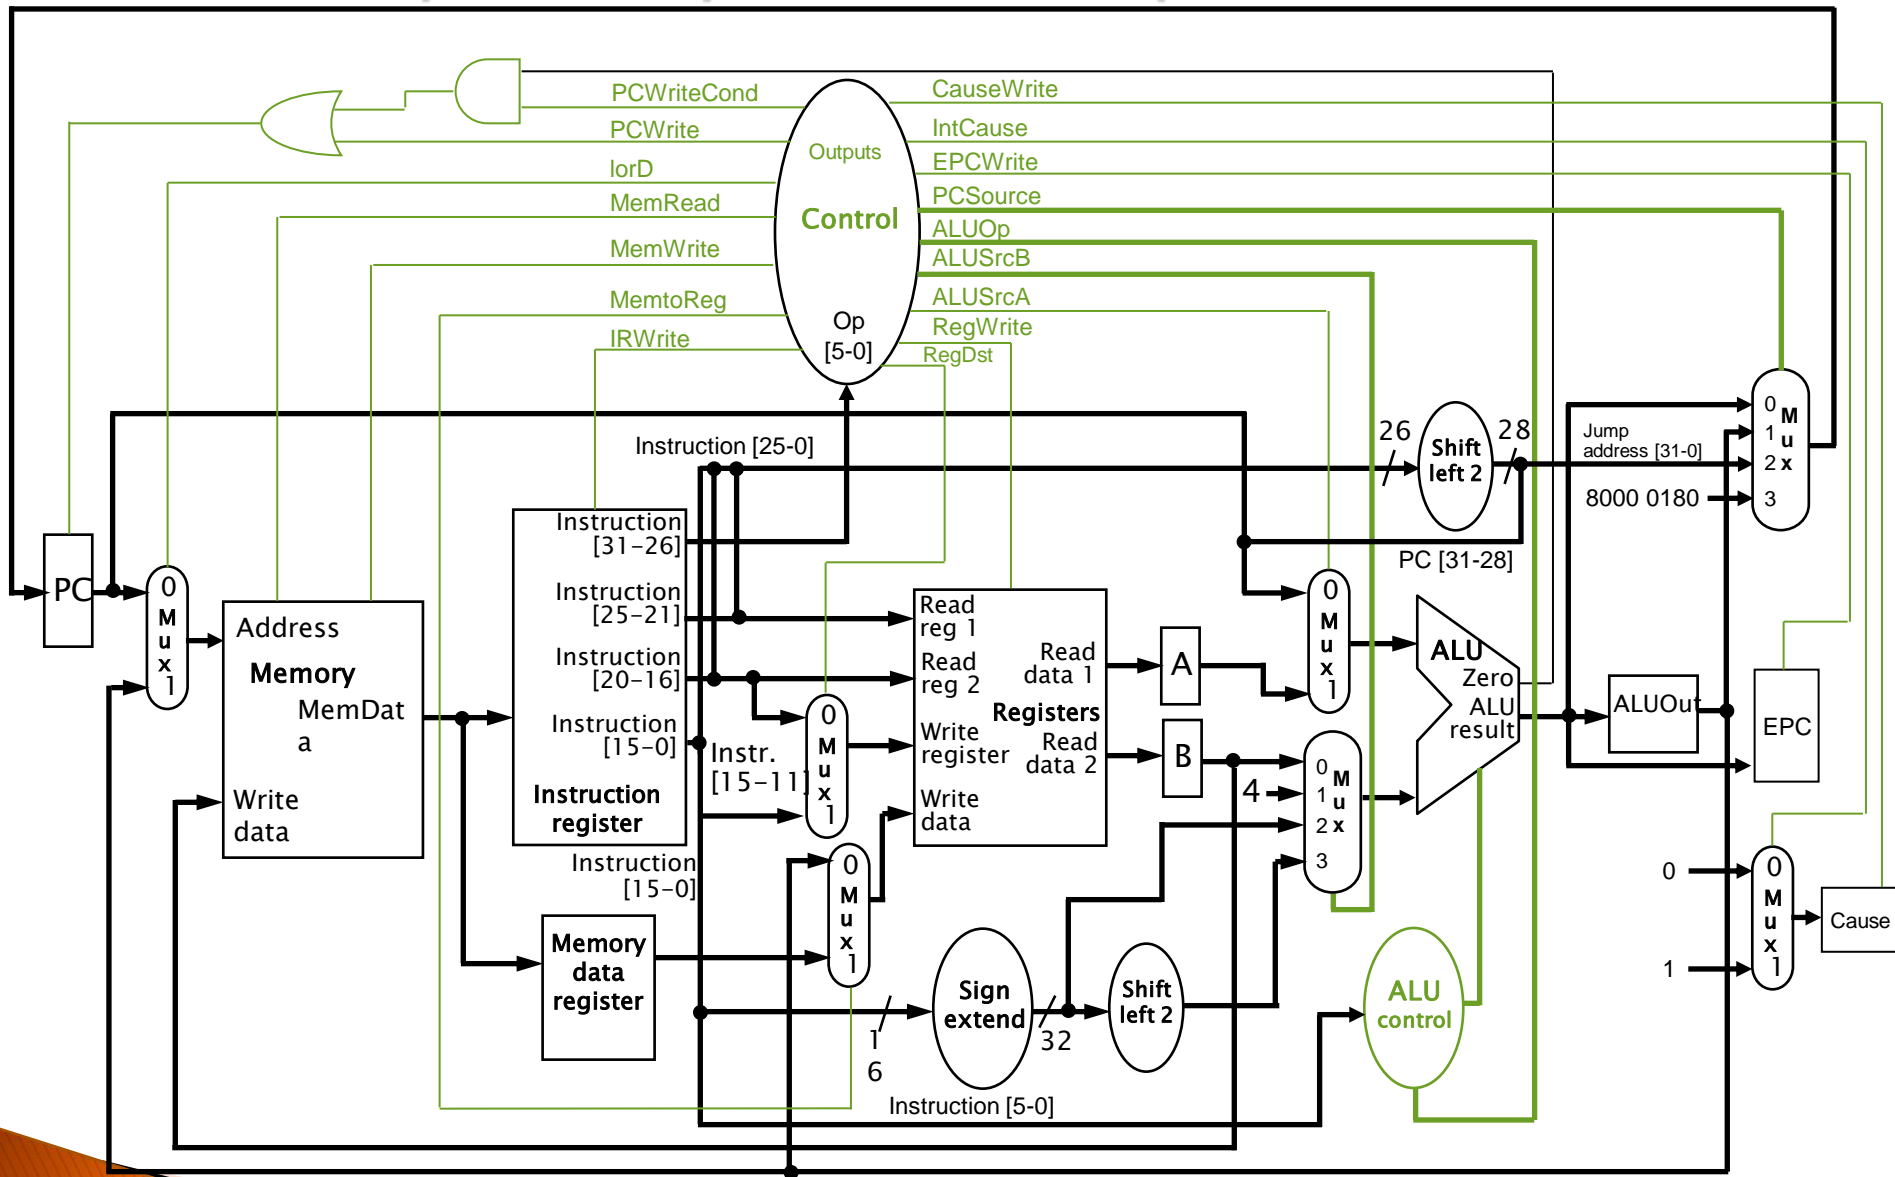 PCWriteCond
PCWrite
IorD
MemRead
MemWrite
MemtoReg
IRWrite
Outputs
Control
Op
[5-0]
CauseWrite
IntCause
EPCWrite
PCSource
ALUOp
ALUSrcB
ALUSrcA
RegWrite
RegDst
Instruction [25-0]
26
Shift
left 2
28
Jump
address [31-0]
0
1
2
3
M
u
x
8000 0180
PC [31-28]
PC
0
M
u
x
1
Address
Memory
MemDat
a
Write
data
Instruction
[31-26]
Instruction
[25-21]
Instruction
[20-16]
Instruction
[15-0]
Instruction
register
Instruction
[15-0]
Instr.
[15-11]
0
M
u
x
1
Read
reg 1
Read
reg 2
Write
register
Write
data
Registers
Read
data 1
Read
data 2
A
B
0
M
u
x
1
4
0
1
2
3
M
u
x
ALU
Zero
ALU
result
ALUOut
EPC
0
M
u
x
1
Memory
data
register
1
6
Sign
extend
32
Shift
left 2
ALU
control
Instruction [5-0]
0
1
0
M
u
x
1
Cause